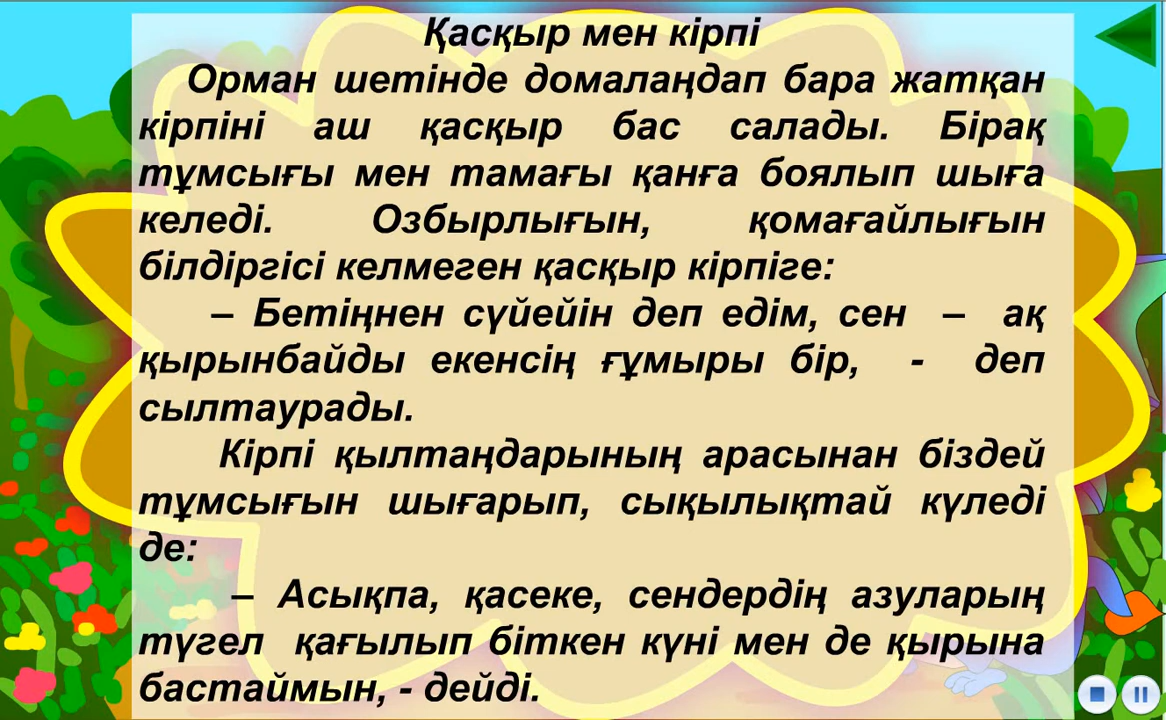 Қасқыр мен кірпі
Орман шетінде домалаңдап бара жатқан
кірпіні аш қасқыр бас салады. Бірақ
тұмсығы мен тамағы қанға боялып шыға
келеді. Озбырлығын, қомағайлығын
білдіргісі келмеген қасқыр кірпіге:
– Бетіңнен сүйейін деп едім, сен – ақ
қырынбайды екенсің ғұмыры бір, - деп
сылтаурады.
Кірпі қылтаңдарының арасынан біздей
тұмсығын шығарып, сықылықтай күледі
де:
– Асықпа, қасеке, сендердің азуларың
түгел қағылып біткен күні мен де қырына
бастаймын, - дейді.